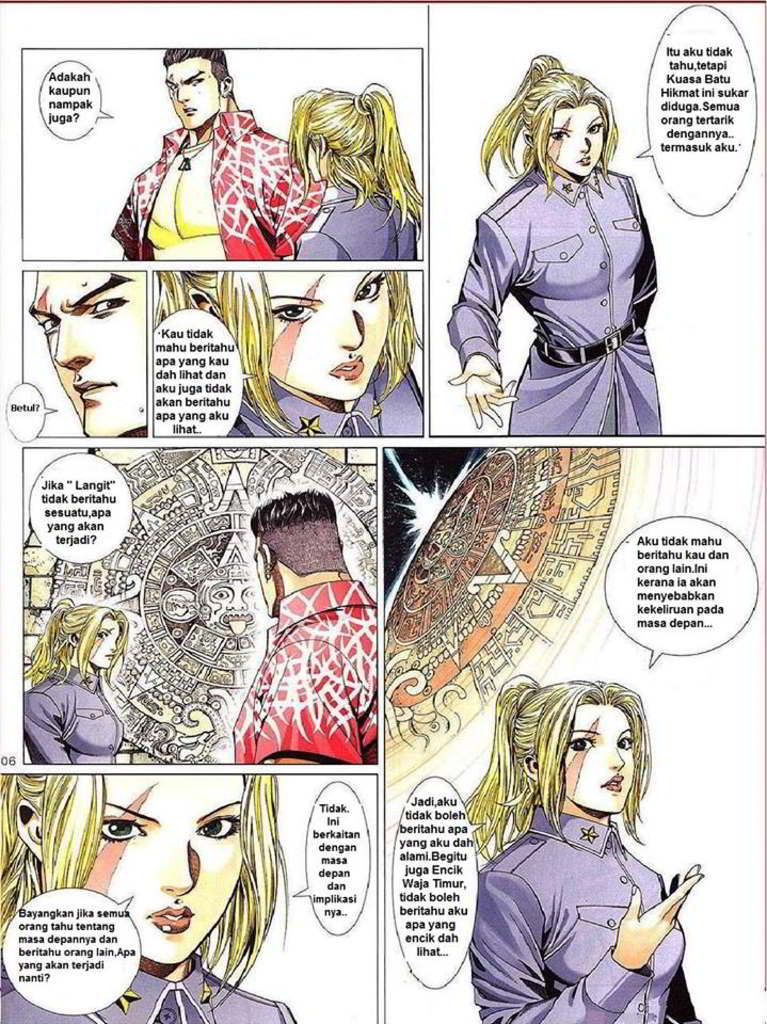 Adakah
kaupun
nampak
juga?
Itu aku tidak
tahu,tetapi
Kuasa Batu
Hikmat ini sukar
diduga.Semua
orang tertarik
dengannya..
termasuk aku.
Betul?
Kau tidak
mahu beritahu
apa yang kau
dah lihat dan
aku juga tidak
akan beritahu
apa yang aku
lihat..
Jika " Langit"
tidak beritahu
sesuatu,apa
yang akan
terjadi?
Aku tidak mahu
beritahu kau dan
orang lain.Ini
kerana ia akan
menyebabkan
kekeliruan pada
masa depan...
06
Tidak.
Ini
berkaitan
dengan
masa
depan
dan
implikasi
nya..
Bayangkan jika semua
orang tahu tentang
masa depannya dan
beritahu orang lain,Apa
yang akan terjadi
nanti?
Jadi,aku
tidak boleh
beritahu apa
yang aku dah
alami.Begitu
juga Encik
Waja Timur,
tidak boleh
beritahu aku
apa yang
encik dah
lihat...